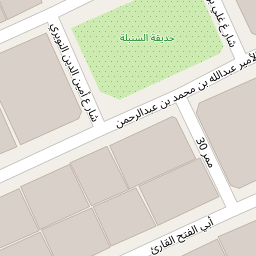 حديقة السنبلة
شارع علي بن
شارع أمين الدين النويري
الأمير عبدالله بن محمد بن عبدالرحمن
ممر 30
أبي الفتح القارئ